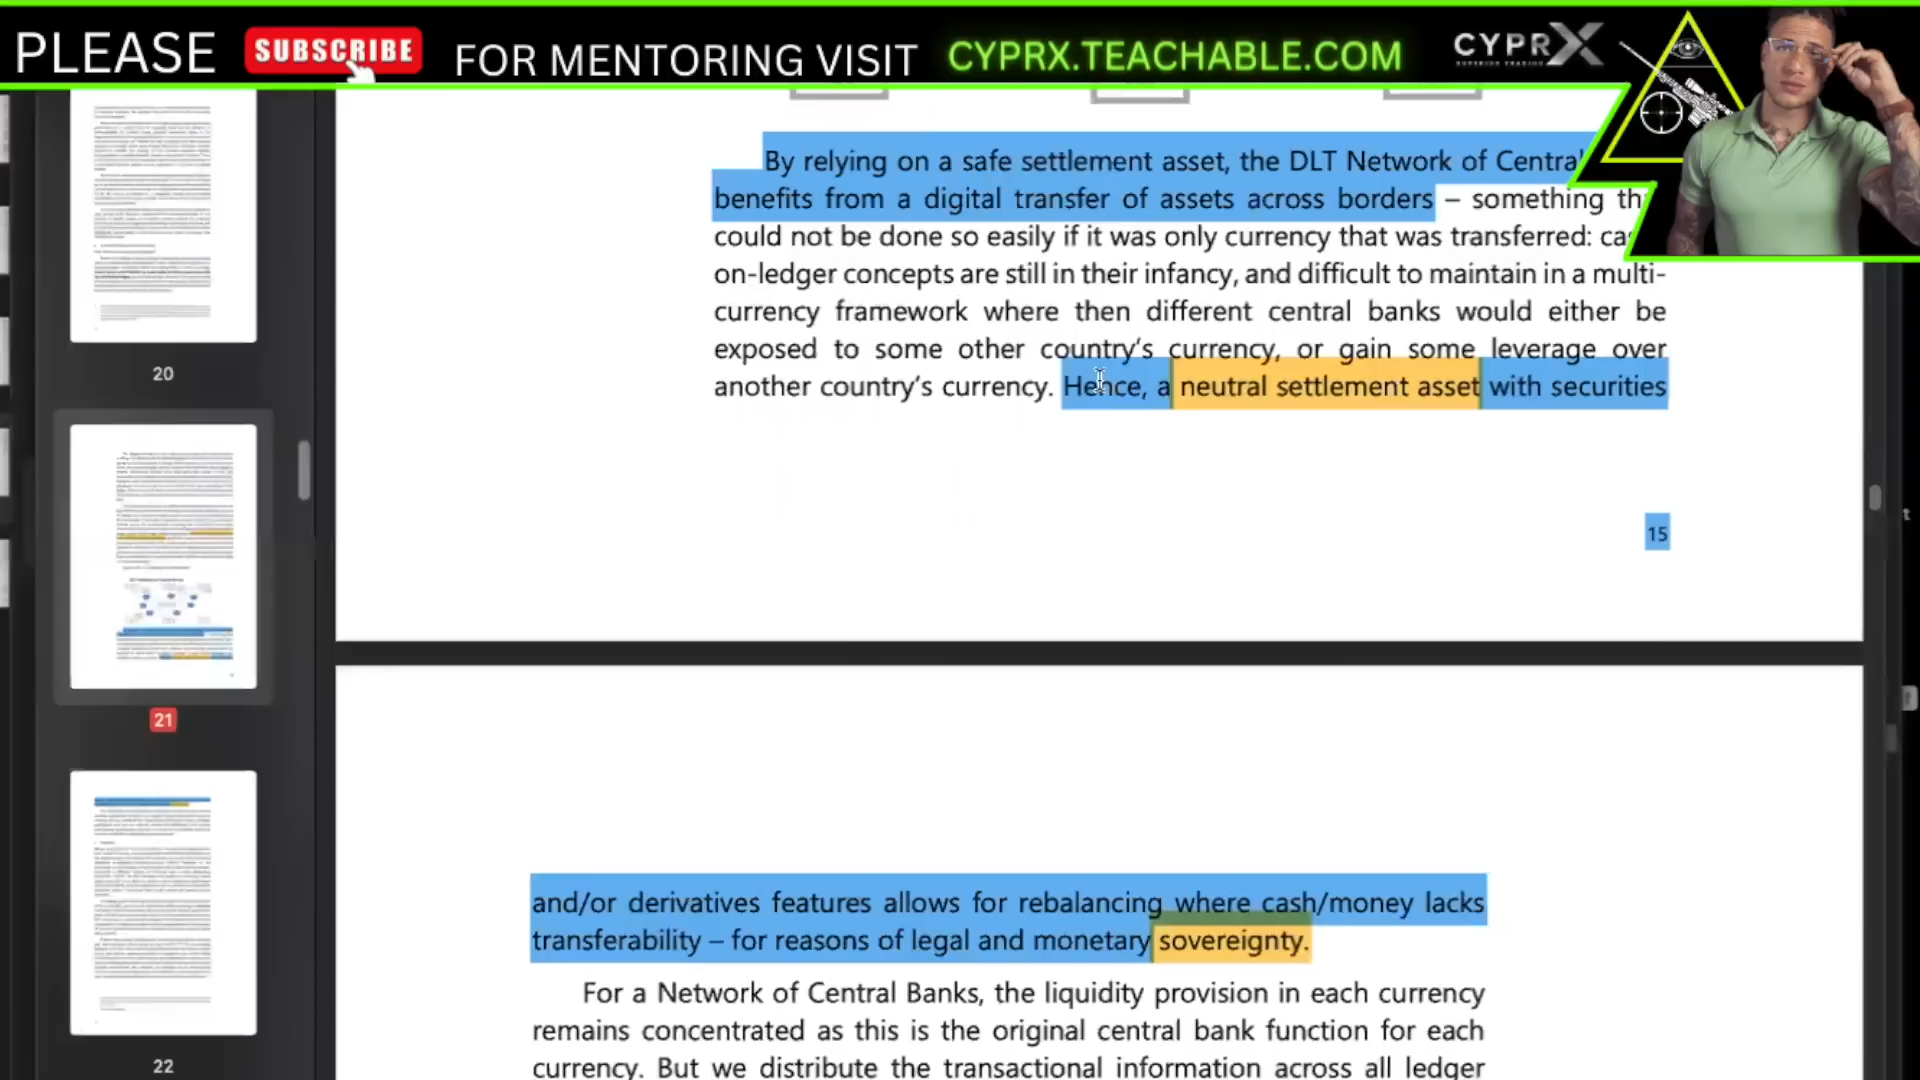 PLEASE SUBSCRIBE FOR MENTORING VISIT CYPRX.TEACHABLE.COM CYPRX
By relying on a safe settlement asset, the DLT Network of Central
benefits from a digital transfer of assets across borders – something
could not be done so easily if it was only currency that was transferred:
on-ledger concepts are still in their infancy, and difficult to maintain in a multi-
currency framework where then different central banks would either be
exposed to some other country's currency, or gain some leverage over
another country's currency. Hence, a neutral settlement asset with securities
15
and/or derivatives features allows for rebalancing where cash/money lacks
transferability – for reasons of legal and monetary sovereignty.
For a Network of Central Banks, the liquidity provision in each currency
remains concentrated as this is the original central bank function for each
currency. But we distribute the transactional information across all ledger
20
21
22